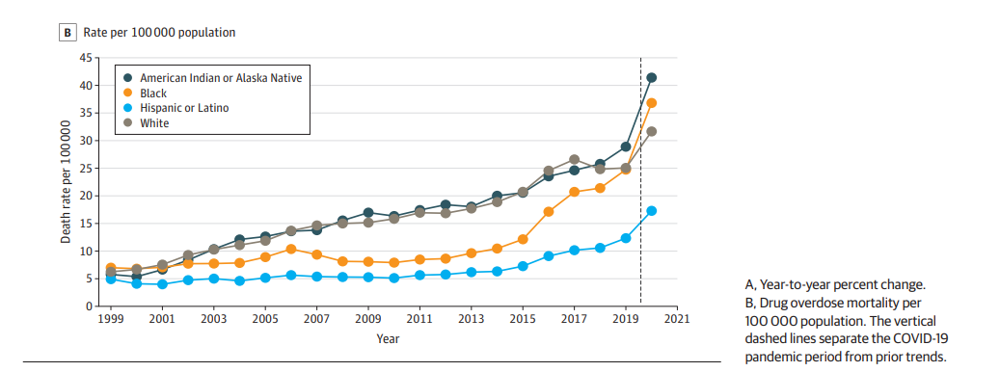 B Rate per 100 000 population
45
40
35
30
25
20
15
10
5
0
Death rate per 100 000
American Indian or Alaska Native
Black
Hispanic or Latino
White
1999 2001 2003 2005 2007 2009 2011 2013 2015 2017 2019 2021
Year
A, Year-to-year percent change.
B, Drug overdose mortality per
100 000 population. The vertical
dashed lines separate the COVID-19
pandemic period from prior trends.